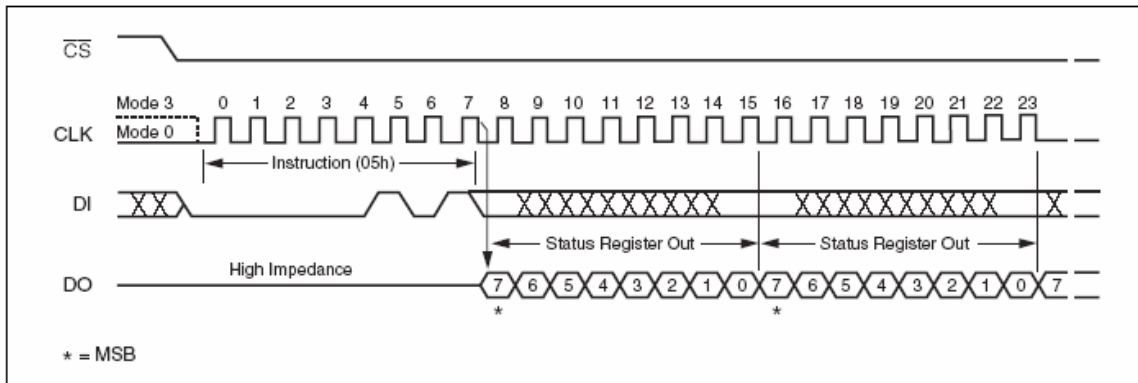 CS
Mode 3 0 1 2 3 4 5 6 7 8 9 10 11 12 13 14 15 16 17 18 19 20 21 22 23
CLK Mode 0
Instruction (05h)
DI
Status Register Out Status Register Out
High Impedance
DO 7 6 5 4 3 2 1 0 7 6 5 4 3 2 1 0 7
* *
* = MSB